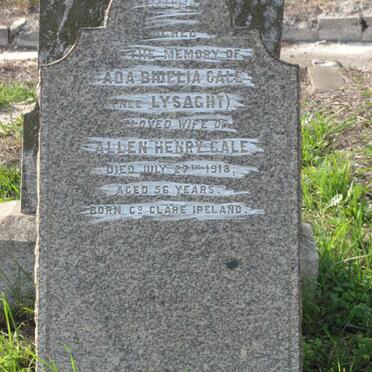 SACRED
THE MEMORY OF
ADA BIDELIA GALE
(NEE LYSAGHT)
LOVED WIFE OF
ALLEN HENRY GALE
DIED JULY 27TH 1918,
AGED 56 YEARS.
BORN CO CLARE IRELAND.